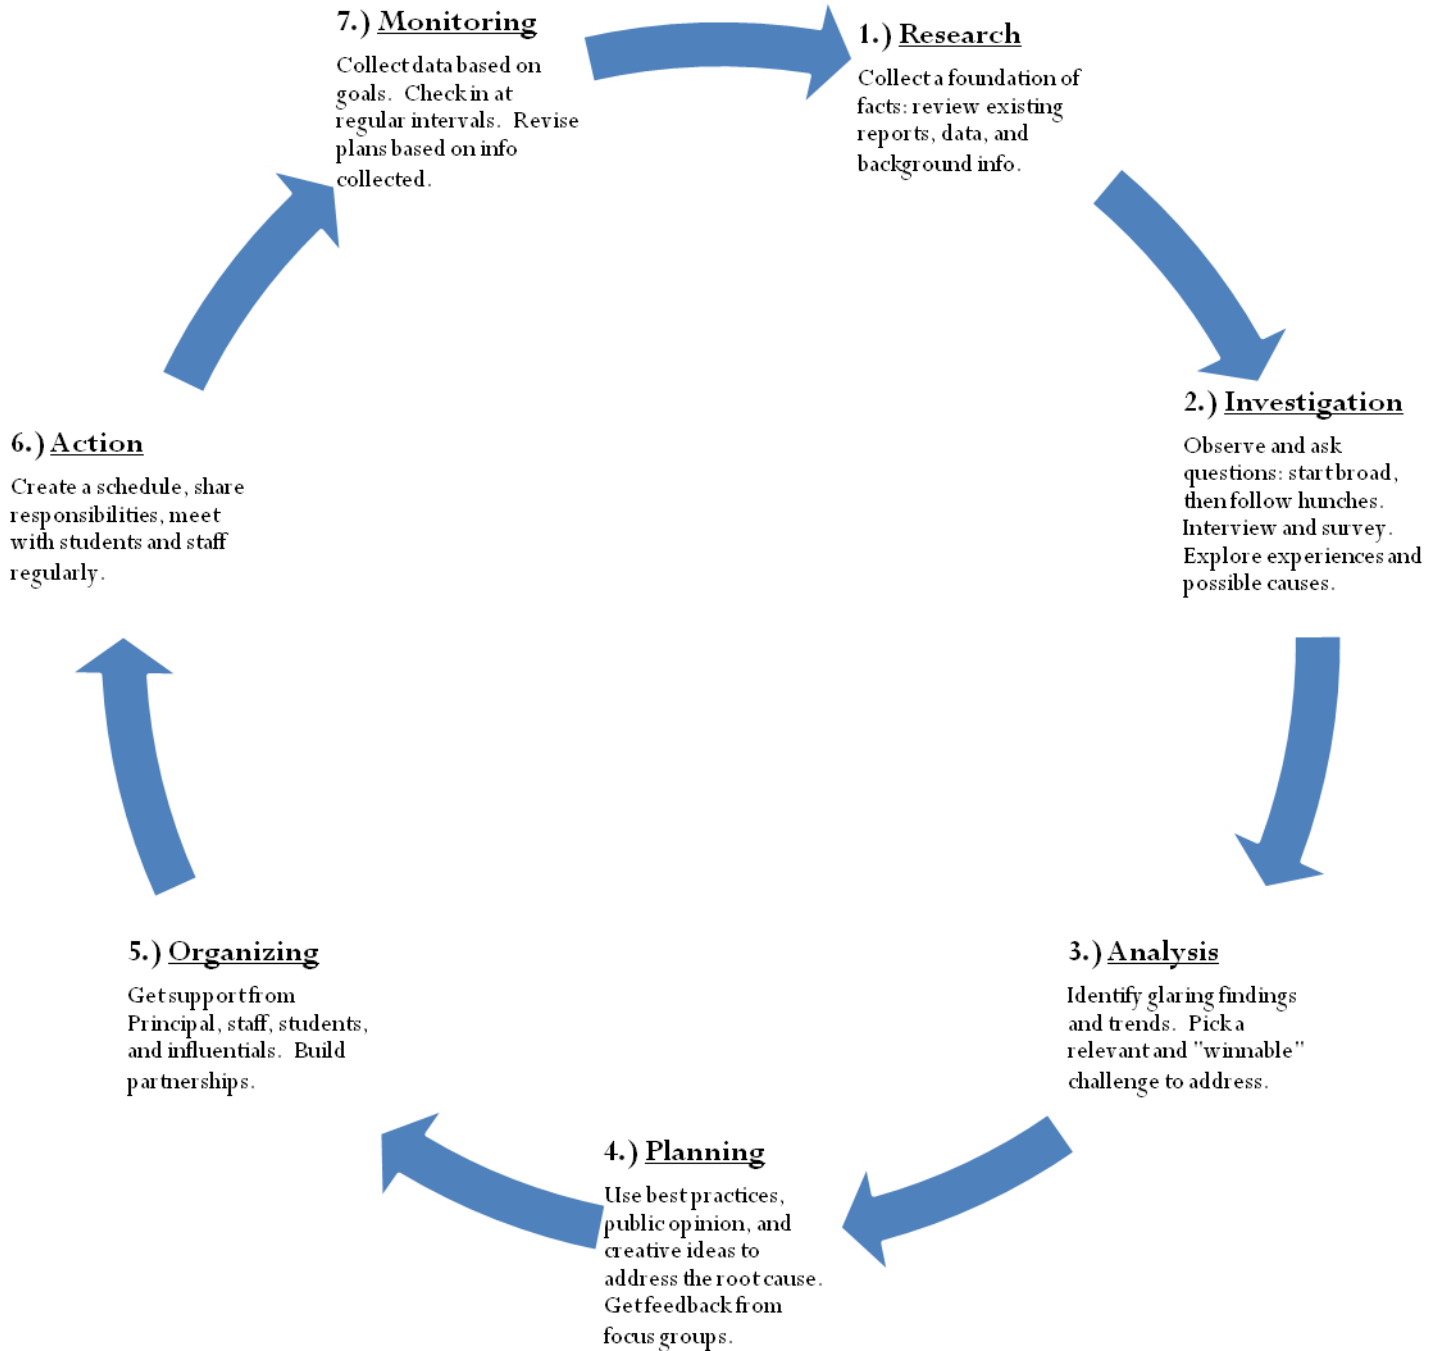 7.) Monitoring
Collect data based on
goals.  Check in at
regular intervals.  Revise
plans based on info
collected.
1.) Research
Collect a foundation of
facts: review existing
reports, data, and
background info.
2.) Investigation
Observe and ask
questions: start broad,
then follow hunches.
Interview and survey.
Explore experiences and
possible causes.
3.) Analysis
Identify glaring findings
and trends.  Pick a
relevant and "winnable"
challenge to address.
4.) Planning
Use best practices,
public opinion, and
creative ideas to
address the root cause.
Get feedback from
focus groups.
5.) Organizing
Get support from
Principal, staff, students,
and influentials.  Build
partnerships.
6.) Action
Create a schedule, share
responsibilities, meet
with students and staff
regularly.